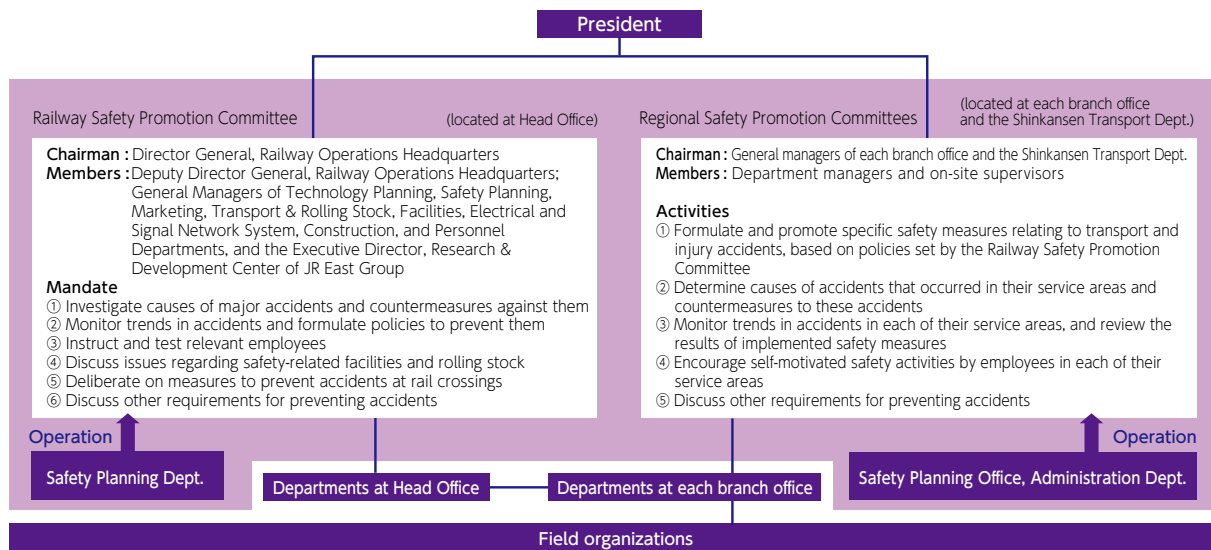 President
Railway Safety Promotion Committee
(located at Head Office)
Chairman : Director General, Railway Operations Headquarters
Members : Deputy Director General, Railway Operations Headquarters;
General Managers of Technology Planning, Safety Planning,
Marketing, Transport & Rolling Stock, Facilities, Electrical and
Signal Network System, Construction, and Personnel
Departments, and the Executive Director, Research &
Development Center of JR East Group
Mandate
① Investigate causes of major accidents and countermeasures against them
② Monitor trends in accidents and formulate policies to prevent them
③ Instruct and test relevant employees
④ Discuss issues regarding safety-related facilities and rolling stock
⑤ Deliberate on measures to prevent accidents at rail crossings
⑥ Discuss other requirements for preventing accidents
Operation
Safety Planning Dept.
Regional Safety Promotion Committees
(located at each branch office
and the Shinkansen Transport Dept.)
Chairman : General managers of each branch office and the Shinkansen Transport Dept.
Members : Department managers and on-site supervisors
Activities
① Formulate and promote specific safety measures relating to transport and
injury accidents, based on policies set by the Railway Safety Promotion
Committee
② Determine causes of accidents that occurred in their service areas and
countermeasures to these accidents
③ Monitor trends in accidents in each of their service areas, and review the
results of implemented safety measures
④ Encourage self-motivated safety activities by employees in each of their
service areas
⑤ Discuss other requirements for preventing accidents
Operation
Safety Planning Office, Administration Dept.
Departments at Head Office
Departments at each branch office
Field organizations